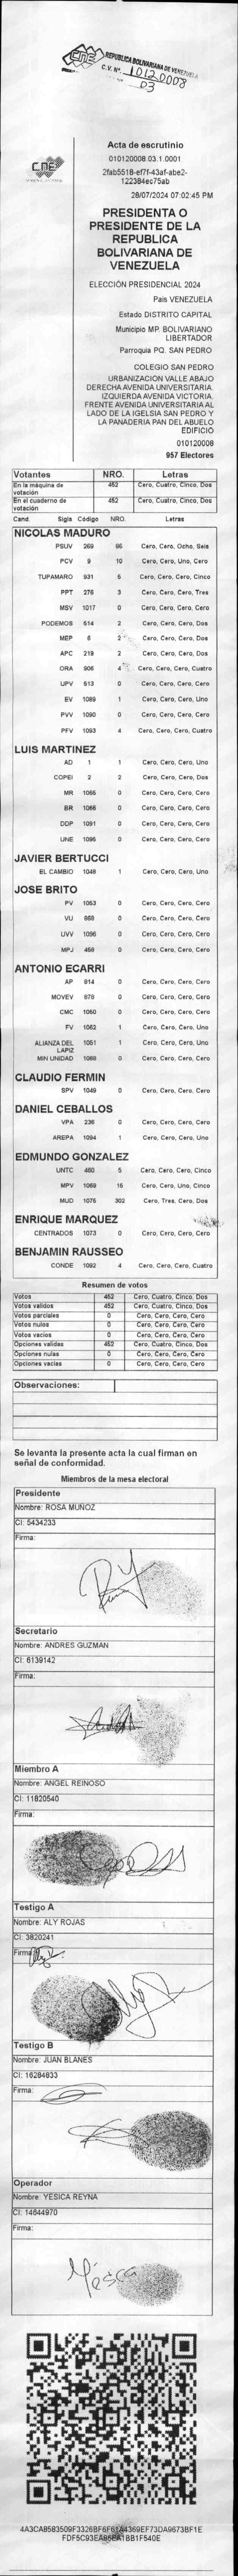 CNE REPUBLICA BOLIVARIANA DE VENEZUELA
C.V. Nº. 010120008
03
CNE
Acta de escrutinio
010120008.03.1.0001
2fab5518-ef7f-43af-abe2-
122384ec75ab
28/07/2024 07:02:45 PM
PRESIDENTA O
PRESIDENTE DE LA
REPUBLICA
BOLIVARIANA DE
VENEZUELA
ELECCIÓN PRESIDENCIAL 2024
País VENEZUELA
Estado DISTRITO CAPITAL
Municipio MP. BOLIVARIANO
LIBERTADOR
Parroquia PQ. SAN PEDRO
COLEGIO SAN PEDRO
URBANIZACIÓN VALLE ABAJO
DERECHA AVENIDA UNIVERSITARIA.
IZQUIERDA AVENIDA VICTORIA.
FRENTE AVENIDA UNIVERSITARIA AL
LADO DE LA IGELSIA SAN PEDRO Y
LA PANADERIA PAN DEL ABUELO
EDIFICIO
010120008
957 Electores
Votantes NRO. Letras
En la máquina de votación 452 Cero, Cuatro, Cinco, Dos
En el cuaderno de votación 452 Cero, Cuatro, Cinco, Dos
Cand. Sigla Código NRO. Letras
NICOLAS MADURO
PSUV 269 86 Cero, Cero, Ocho, Seis
PCV 9 10 Cero, Cero, Uno, Cero
TUPAMARO 931 5 Cero, Cero, Cero, Cinco
PPT 276 3 Cero, Cero, Cero, Tres
MSV 1017 0 Cero, Cero, Cero, Cero
PODEMOS 514 2 Cero, Cero, Cero, Dos
MEP 6 2 Cero, Cero, Cero, Dos
APC 219 2 Cero, Cero, Cero, Dos
ORA 906 4 Cero, Cero, Cero, Cuatro
UPV 513 0 Cero, Cero, Cero, Cero
EV 1089 1 Cero, Cero, Cero, Uno
PVV 1090 0 Cero, Cero, Cero, Cero
PFV 1093 4 Cero, Cero, Cero, Cuatro
LUIS MARTINEZ
AD 1 1 Cero, Cero, Cero, Uno
COPEI 2 2 Cero, Cero, Cero, Dos
MR 1065 0 Cero, Cero, Cero, Cero
BR 1066 0 Cero, Cero, Cero, Cero
DDP 1091 0 Cero, Cero, Cero, Cero
UNE 1095 0 Cero, Cero, Cero, Cero
JAVIER BERTUCCI
EL CAMBIO 1048 1 Cero, Cero, Cero, Uno
JOSE BRITO
PV 1053 0 Cero, Cero, Cero, Cero
VU 868 0 Cero, Cero, Cero, Cero
UVV 1096 0 Cero, Cero, Cero, Cero
MPJ 458 0 Cero, Cero, Cero, Cero
ANTONIO ECARRI
AP 814 0 Cero, Cero, Cero, Cero
MOVEV 679 0 Cero, Cero, Cero, Cero
CMC 1050 0 Cero, Cero, Cero, Cero
FV 1052 1 Cero, Cero, Cero, Uno
ALIANZA DEL LAPIZ 1051 1 Cero, Cero, Cero, Uno
MIN UNIDAD 1088 0 Cero, Cero, Cero, Cero
CLAUDIO FERMIN
SPV 1049 0 Cero, Cero, Cero, Cero
DANIEL CEBALLOS
VPA 236 0 Cero, Cero, Cero, Cero
AREPA 1094 1 Cero, Cero, Cero, Uno
EDMUNDO GONZALEZ
UNTC 460 5 Cero, Cero, Cero, Cinco
MPV 1069 15 Cero, Cero, Uno, Cinco
MUD 1075 302 Cero, Tres, Cero, Dos
ENRIQUE MARQUEZ
CENTRADOS 1073 0 Cero, Cero, Cero, Cero
BENJAMIN RAUSSEO
CONDE 1092 4 Cero, Cero, Cero, Cuatro
Resumen de votos
Votos 452 Cero, Cuatro, Cinco, Dos
Votos validos 452 Cero, Cuatro, Cinco, Dos
Votos parciales 0 Cero, Cero, Cero, Cero
Votos nulos 0 Cero, Cero, Cero, Cero
Votos vacios 0 Cero, Cero, Cero, Cero
Opciones validas 452 Cero, Cuatro, Cinco, Dos
Opciones nulas 0 Cero, Cero, Cero, Cero
Opciones vacias 0 Cero, Cero, Cero, Cero
Observaciones:
Se levanta la presente acta la cual firman en
señal de conformidad.
Miembros de la mesa electoral
Presidente
Nombre: ROSA MUÑOZ
CI: 5434233
Firma:
Secretario
Nombre: ANDRES GUZMAN
CI: 6139142
Firma:
Miembro A
Nombre: ANGEL REINOSO
CI: 11820540
Firma:
Testigo A
Nombre: ALY ROJAS
CI: 3820241
Firma:
Testigo B
Nombre: JUAN BLANES
CI: 16284833
Firma:
Operador
Nombre: YESICA REYNA
CI: 14644970
Firma:
Yésica
4A3CA8583509F3326BF6F61A4369EF73DA9673BF1E
FDF5C93EA86EA1BB1F540E